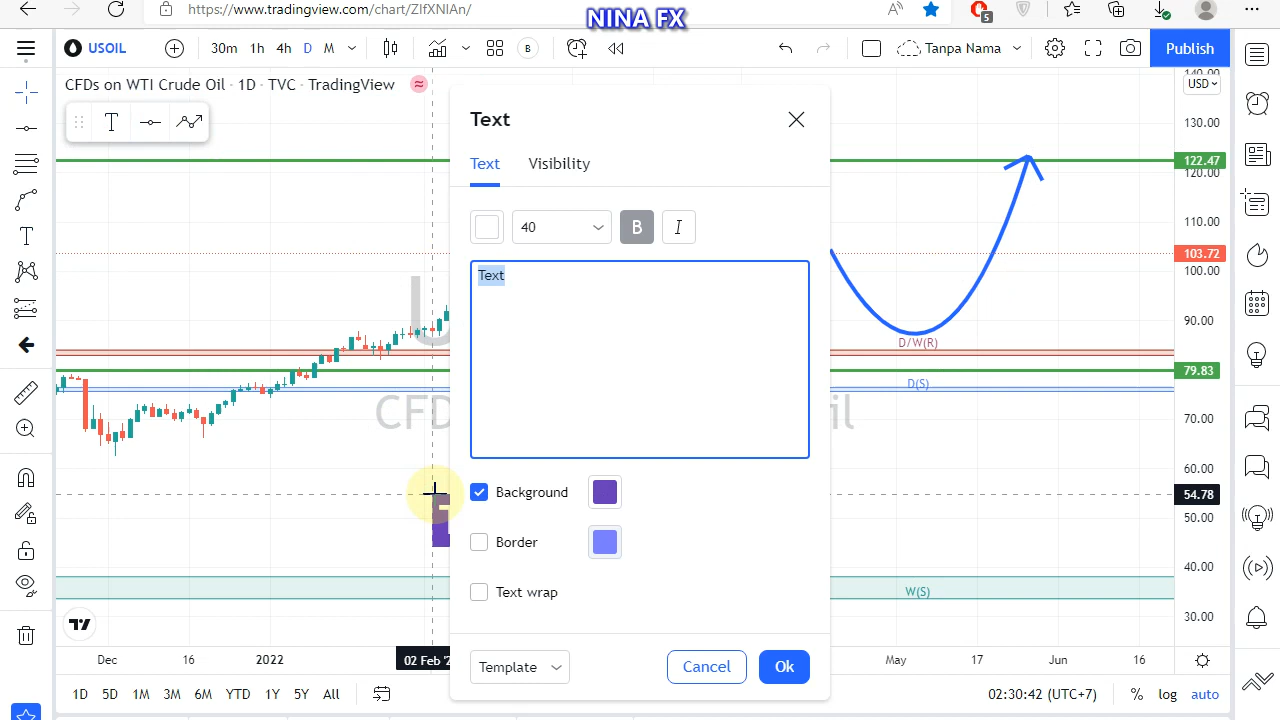 https://www.tradingview.com/chart/ZIfXNIAn/
NINA FX
5
USOIL
30m
1h
4h
D
M
B
Tanpa Nama
Publish
CFDs on WTI Crude Oil · 1D · TVC · TradingView
USD
140.00
130.00
122.47
120.00
110.00
103.72
100.00
90.00
79.83
70.00
60.00
54.78
50.00
40.00
30.00
Text
Text
Visibility
40
B
I
Text
Background
Border
Text wrap
Template
Cancel
Ok
D/W(R)
D(S)
W(S)
Dec
16
2022
02 Feb '2
May
17
Jun
16
1D
5D
1M
3M
6M
YTD
1Y
5Y
All
02:30:42 (UTC+7)
%
log
auto